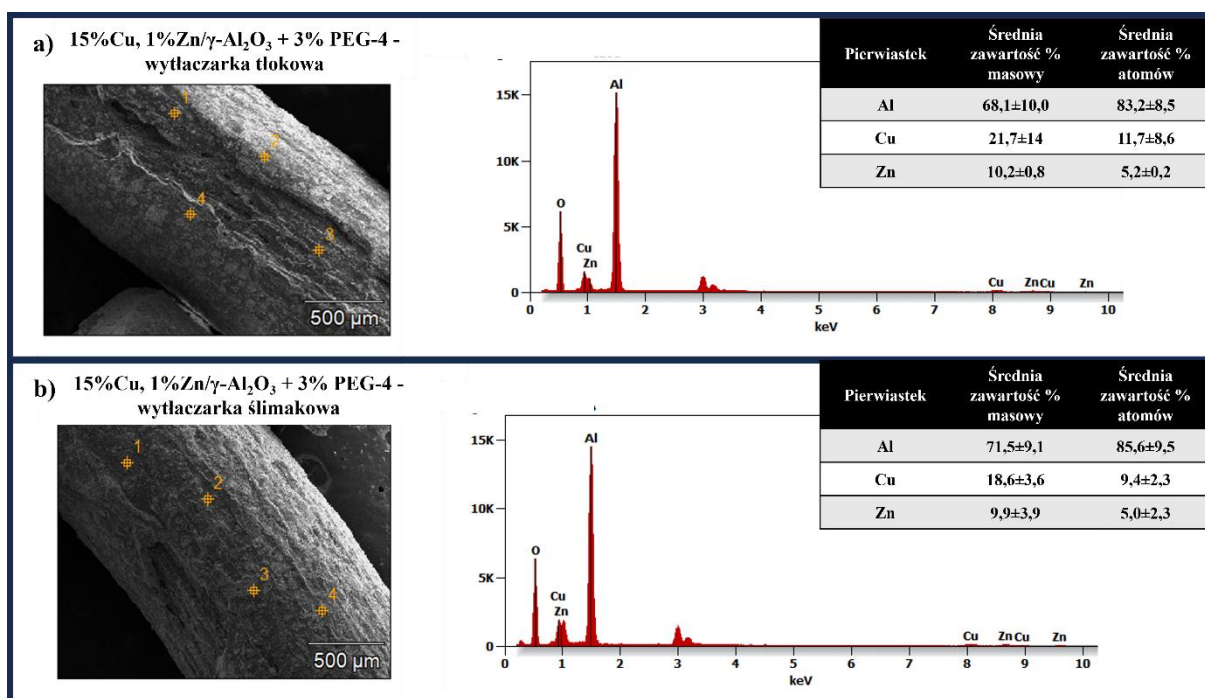 a) 15%Cu, 1%Zn/γ-Al₂O₃ + 3% PEG-4 -
wytłaczarka tłokowa
1
2
4
3
500 µm
15K
10K
5K
0
O
Cu
Zn
Al
Cu
Zn
Cu
Zn
0 1 2 3 4 5 6 7 8 9 10
keV
Pierwiastek
Średnia
zawartość %
masowy
Średnia
zawartość %
atomów
Al 68,1±10,0 83,2±8,5
Cu 21,7±14 11,7±8,6
Zn 10,2±0,8 5,2±0,2
b) 15%Cu, 1%Zn/γ-Al₂O₃ + 3% PEG-4 -
wytłaczarka ślimakowa
1
2
3
4
500 µm
15K
10K
5K
0
O
Cu
Zn
Al
Cu
Zn
Cu
Zn
0 1 2 3 4 5 6 7 8 9 10
keV
Pierwiastek
Średnia
zawartość %
masowy
Średnia
zawartość %
atomów
Al 71,5±9,1 85,6±9,5
Cu 18,6±3,6 9,4±2,3
Zn 9,9±3,9 5,0±2,3